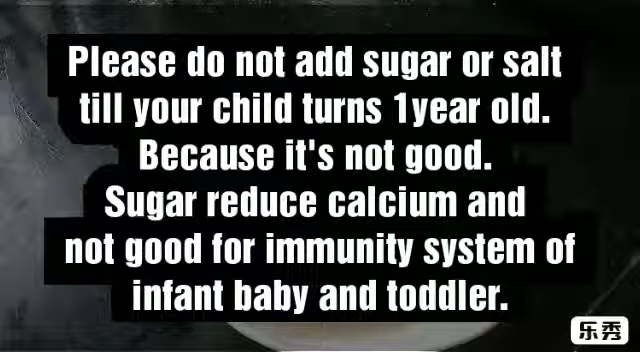 Please do not add sugar or salt
till your child turns 1year old.
Because it's not good.
Sugar reduce calcium and
not good for immunity system of
infant baby and toddler.
乐秀